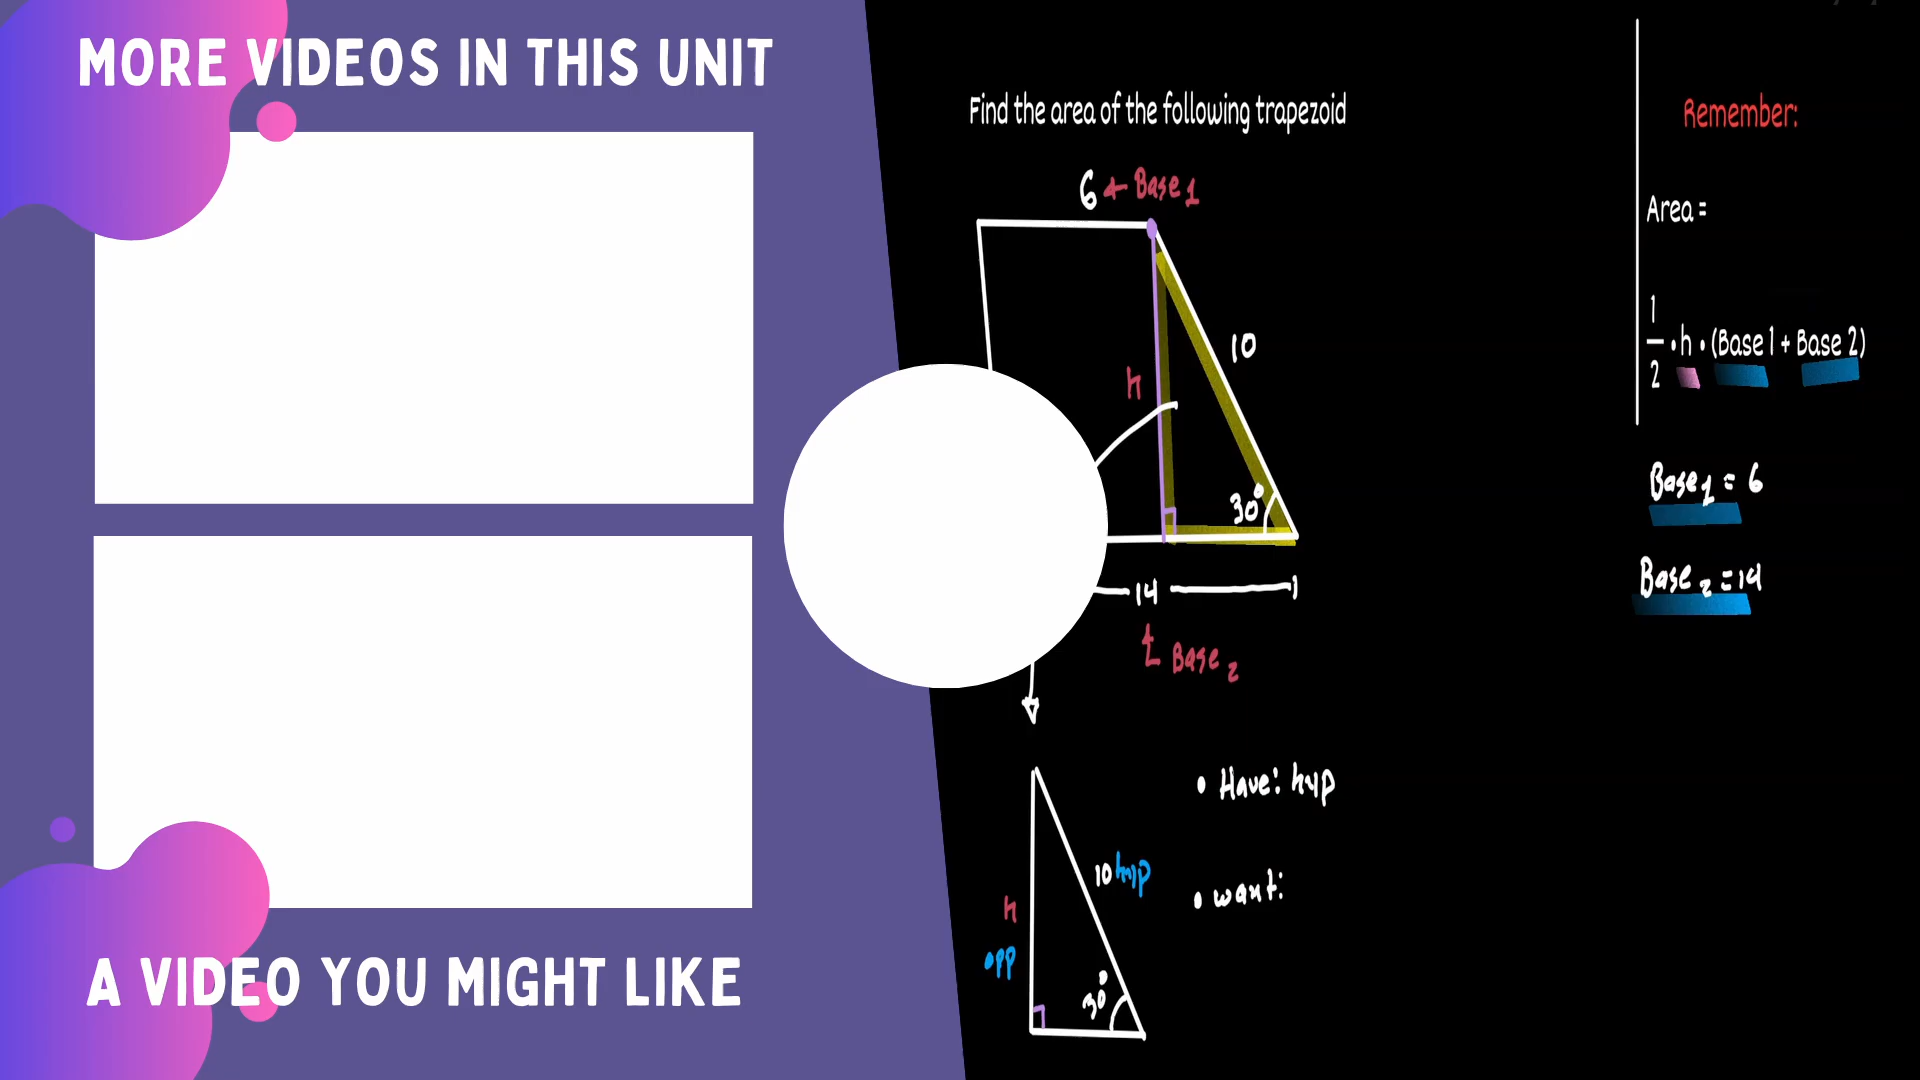 MORE VIDEOS IN THIS UNIT
A VIDEO YOU MIGHT LIKE
Find the area of the following trapezoid
6 ← Base 1
10
h
30°
14
Base 2
Have: hyp
want:
10 hyp
h
opp
30°
Remember:
Area =
1/2 • h • (Base 1 + Base 2)
Base 1 = 6
Base 2 = 14